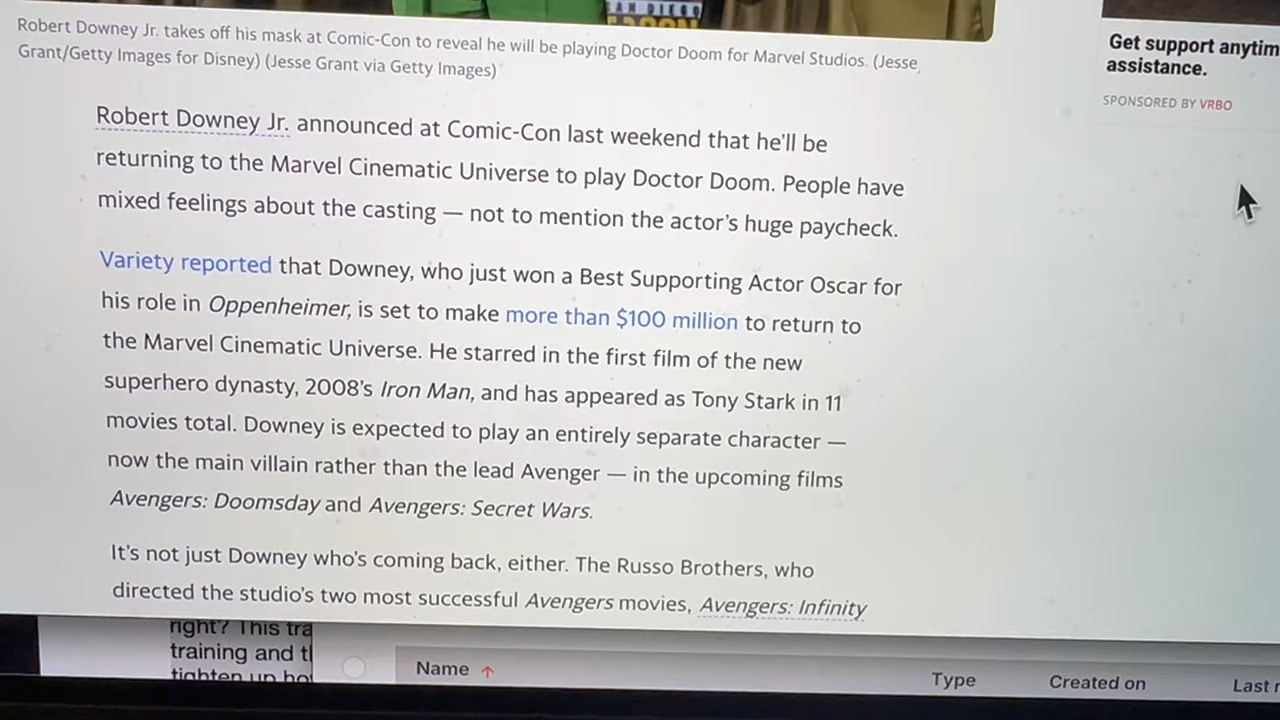 SAN DIEGO
Robert Downey Jr. takes off his mask at Comic-Con to reveal he will be playing Doctor Doom for Marvel Studios. (Jesse
Grant/Getty Images for Disney) (Jesse Grant via Getty Images)
Robert Downey Jr. announced at Comic-Con last weekend that he'll be
returning to the Marvel Cinematic Universe to play Doctor Doom. People have
mixed feelings about the casting — not to mention the actor's huge paycheck.
Variety reported that Downey, who just won a Best Supporting Actor Oscar for
his role in Oppenheimer, is set to make more than $100 million to return to
the Marvel Cinematic Universe. He starred in the first film of the new
superhero dynasty, 2008's Iron Man, and has appeared as Tony Stark in 11
movies total. Downey is expected to play an entirely separate character —
now the main villain rather than the lead Avenger — in the upcoming films
Avengers: Doomsday and Avengers: Secret Wars.
It's not just Downey who's coming back, either. The Russo Brothers, who
directed the studio's two most successful Avengers movies, Avengers: Infinity
Get support anytim
assistance.
SPONSORED BY VRBO
right? This tra
training and t
tighten up ho
Name ↑
Type
Created on
Last